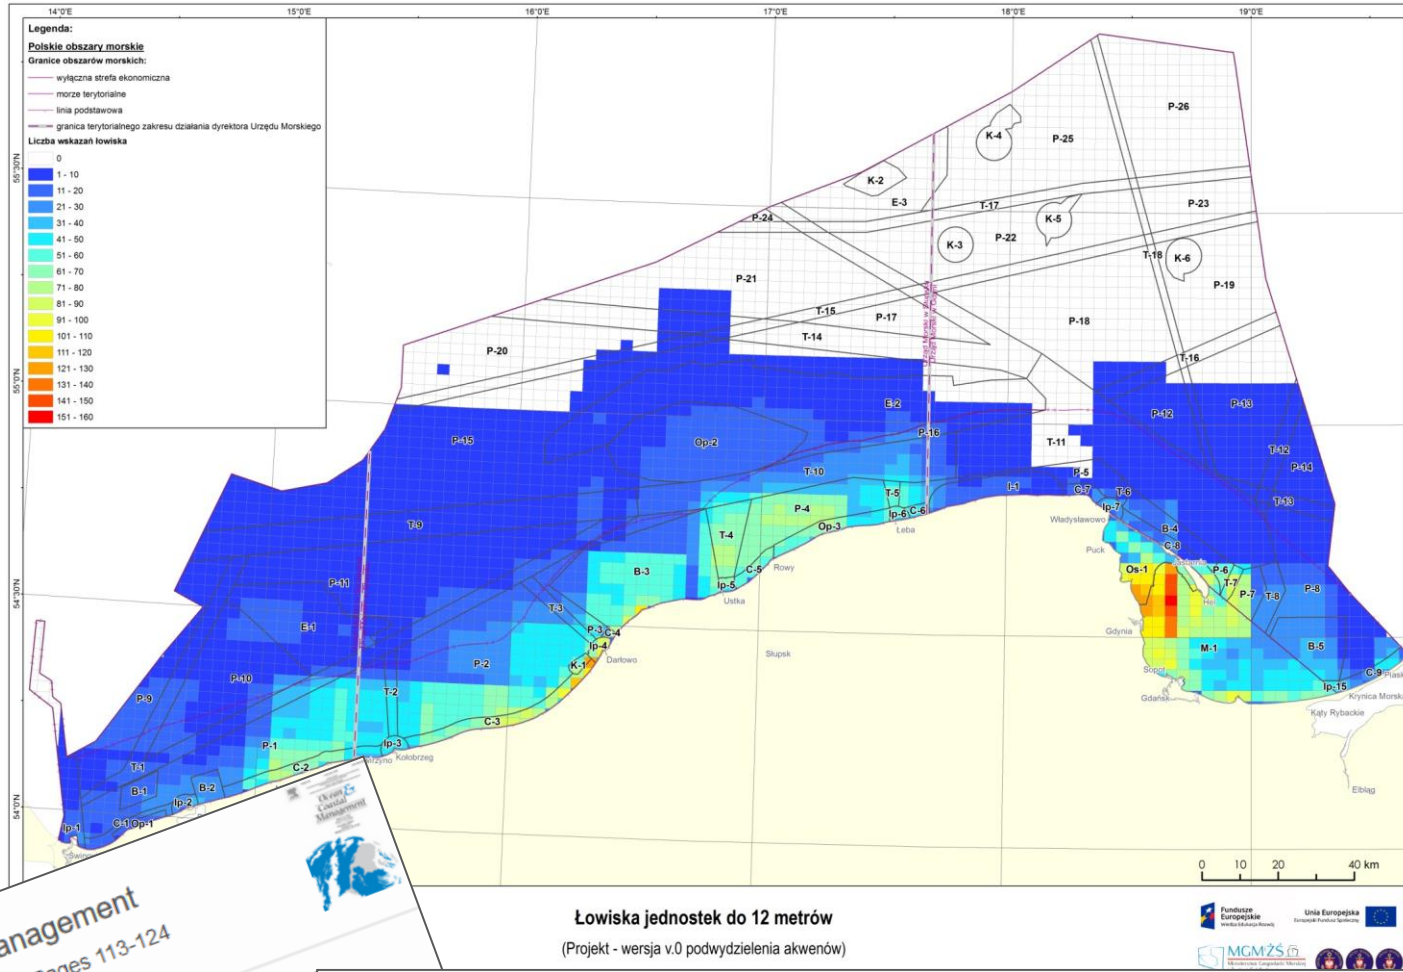 14°0'E 15°0'E 16°0'E 17°0'E 18°0'E 19°0'E
Legenda:
Polskie obszary morskie
Granice obszarów morskich:
wyłączna strefa ekonomiczna
morze terytorialne
linia podstawowa
granica terytorialnego zakresu działania dyrektora Urzędu Morskiego
Liczba wskazań łowiska
0
1 - 10
11 - 20
21 - 30
31 - 40
41 - 50
51 - 60
61 - 70
71 - 80
81 - 90
91 - 100
101 - 110
111 - 120
121 - 130
131 - 140
141 - 150
151 - 160
55°30'N
55°0'N
54°30'N
54°0'N
P-26
K-4
P-25
K-2
E-3
T-17
K-5
P-23
P-24
K-3
P-22
T-18
K-6
P-21
P-19
T-15
P-17
P-18
T-14
P-20
T-16
E-2
P-12
P-13
P-15
Op-2
P-16
T-11
T-12
P-14
T-10
P-5
T-9
T-5
I-1
C-7
T-6
T-13
P-4
Ip-6
C-6
Ip-7
Op-3
Łeba
Władysławowo
B-4
T-4
C-8
Puck
B-3
C-5
Rowy
Os-1
P-6
P-11
Ip-5
T-7
P-7
T-8
P-8
Ustka
Hel
T-3
E-1
P-3
C-4
Gdynia
Ip-4
Darłowo
Słupsk
M-1
B-5
P-2
K-1
Sopot
P-10
T-2
Ip-15
C-9
P-9
Gdańsk
Krynica Morska
C-3
Kąty Rybackie
P-1
Ip-3
Kołobrzeg
T-1
C-2
B-1
B-2
Elbląg
Ip-2
Ip-1
C-1
Op-1
0 10 20 40 km
Ocean &
Coastal
Management
anagement
ages 113-124
Łowiska jednostek do 12 metrów
(Projekt - wersja v.0 podwydzielenia akwenów)
Fundusze
Europejskie
Wiedza Edukacja Rozwój
Unia Europejska
Europejski Fundusz Społeczny
MGMŻŚ